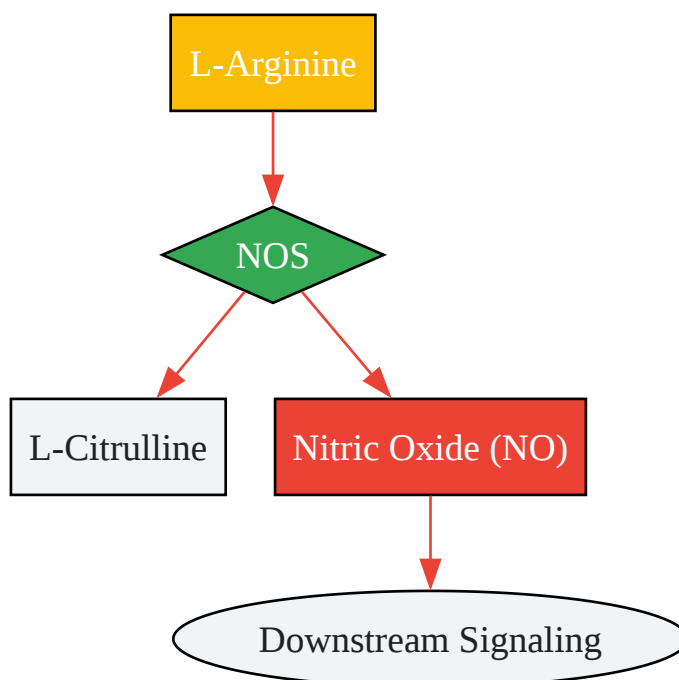 L-Arginine
NOS
L-Citrulline
Nitric Oxide (NO)
Downstream Signaling